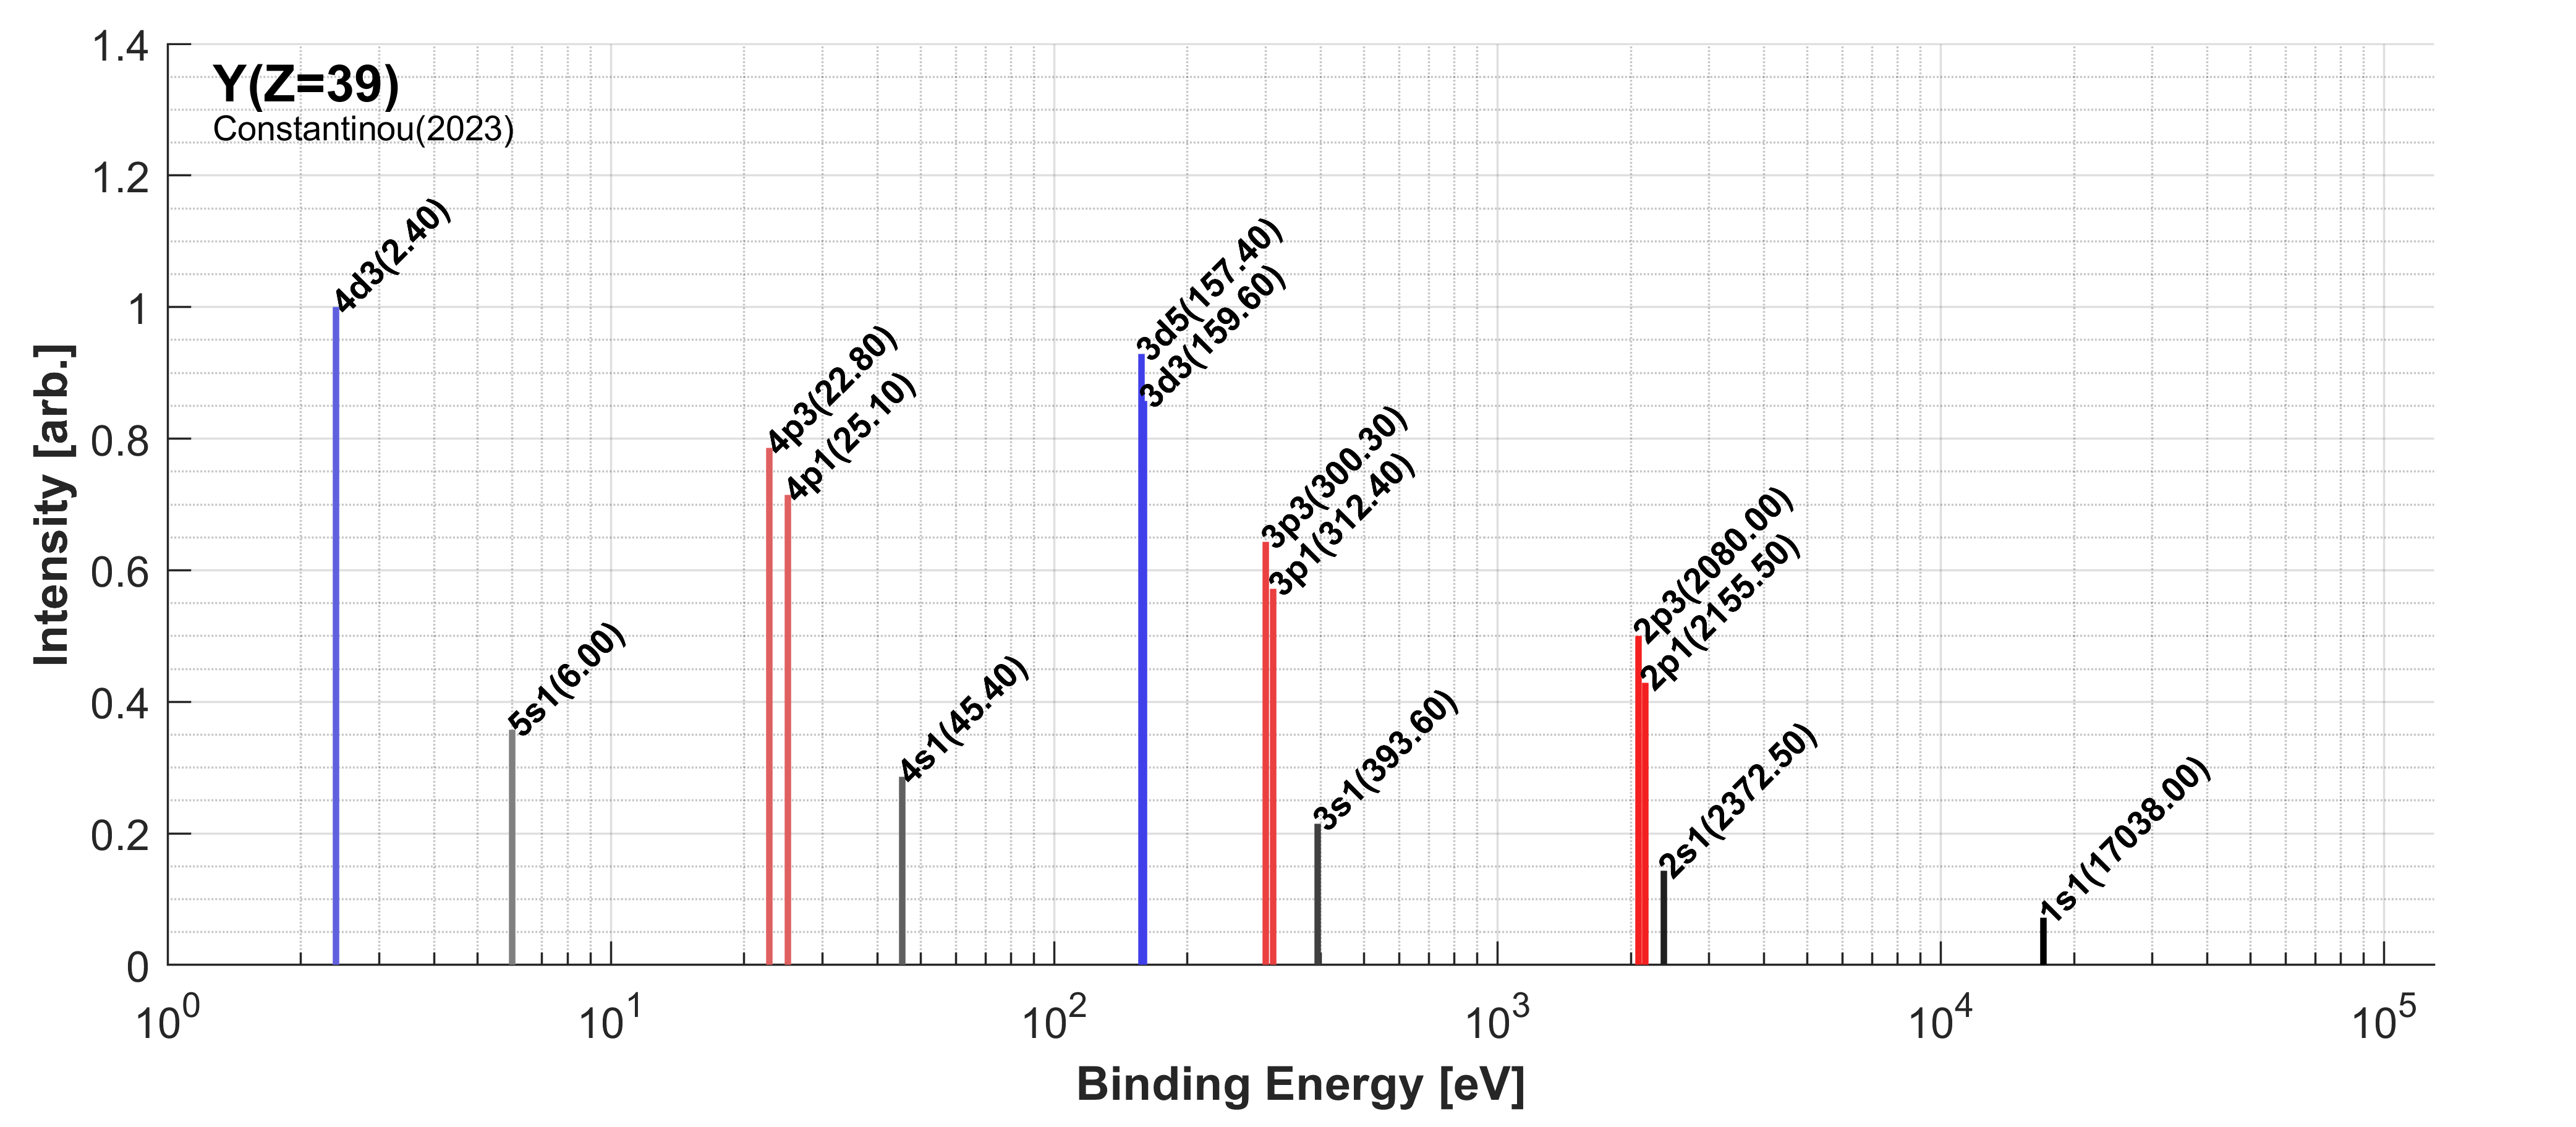 Y(Z=39)
Constantinou(2023)
Intensity [arb.]
1.4
1.2
1
0.8
0.6
0.4
0.2
0
4d3(2.40)
5s1(6.00)
4p3(22.80)
4p1(25.10)
4s1(45.40)
3d5(157.40)
3d3(159.60)
3p3(300.30)
3p1(312.40)
3s1(393.60)
2p3(2080.00)
2p1(2155.50)
2s1(2372.50)
1s1(17038.00)
10^0 10^1 10^2 10^3 10^4 10^5
Binding Energy [eV]